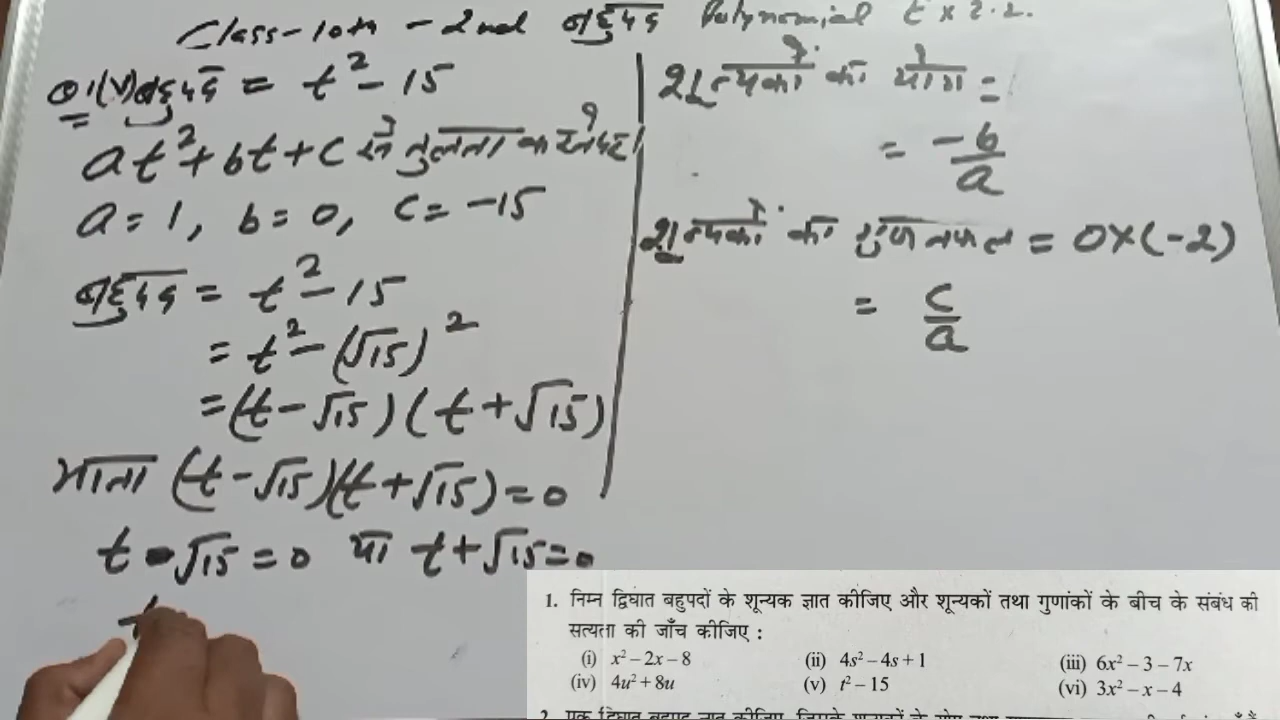 Class-10th - 2nd बहुपद Polynomial Ex 2.2.
(V) बहुपद = t² - 15
at² + bt + c से तुलना करने पर।
a = 1, b = 0, c = -15
बहुपद = t² - 15
= t² - (√15)²
= (t - √15) (t + √15)
माना (t - √15)(t + √15) = 0
t - √15 = 0 या t + √15 = 0
शून्यकों का योग =
= -b/a
शून्यकों का गुणनफल = 0×(-2)
= c/a
1. निम्न द्विघात बहुपदों के शून्यक ज्ञात कीजिए और शून्यकों तथा गुणांकों के बीच के संबंध की
सत्यता की जाँच कीजिए :
(i) x² – 2x – 8 (ii) 4s² – 4s + 1 (iii) 6x² – 3 – 7x
(iv) 4u² + 8u (v) t² – 15 (vi) 3x² – x – 4